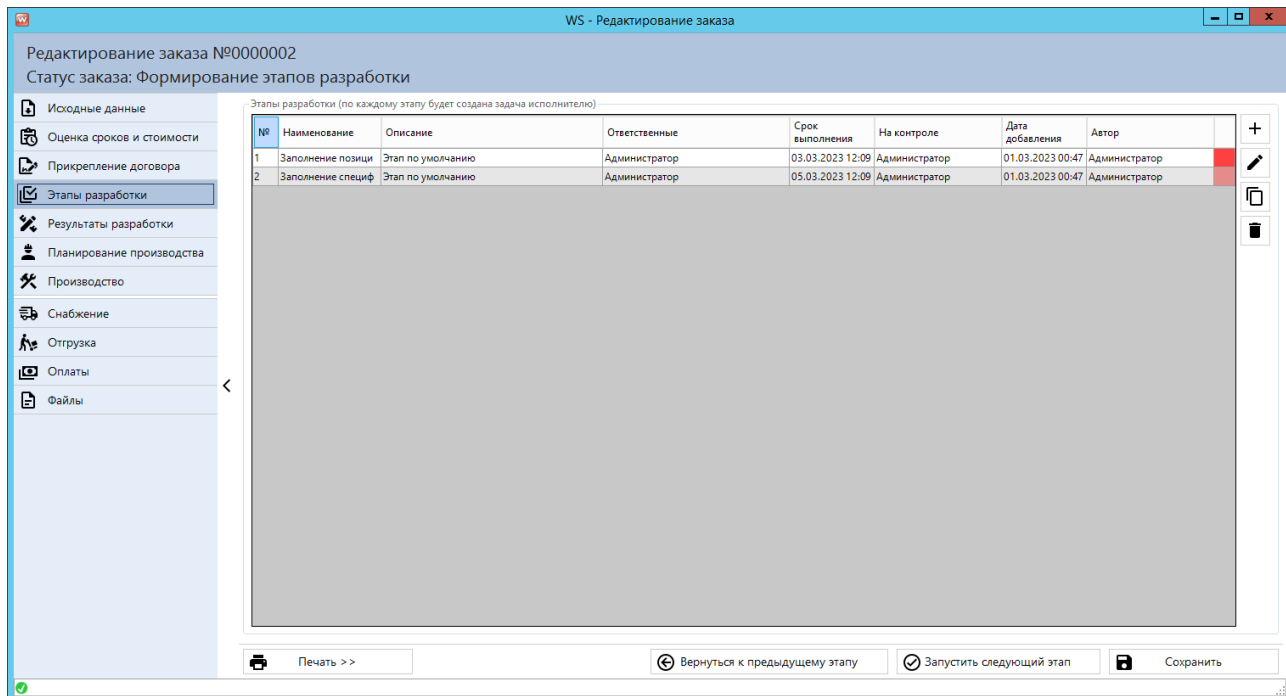 WS - Редактирование заказа
Редактирование заказа №0000002
Статус заказа: Формирование этапов разработки
Исходные данные
Оценка сроков и стоимости
Прикрепление договора
Этапы разработки
Результаты разработки
Планирование производства
Производство
Снабжение
Отгрузка
Оплаты
Файлы
Этапы разработки (по каждому этапу будет создана задача исполнителю)
№ Наименование Описание Ответственные Срок выполнения На контроле Дата добавления Автор
1 Заполнение позици Этап по умолчанию Администратор 03.03.2023 12:09 Администратор 01.03.2023 00:47 Администратор
2 Заполнение специф Этап по умолчанию Администратор 05.03.2023 12:09 Администратор 01.03.2023 00:47 Администратор
Печать >> Вернуться к предыдущему этапу Запустить следующий этап Сохранить